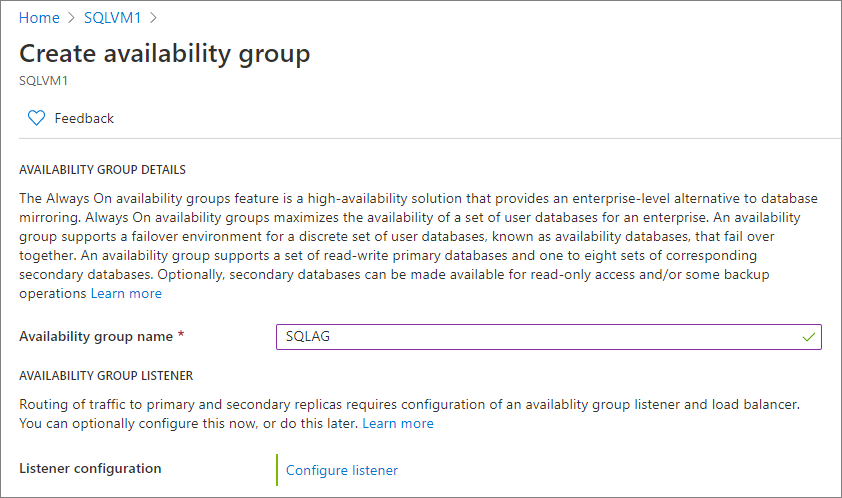 Home > SQLVM1 >
Create availability group
SQLVM1
Feedback
AVAILABILITY GROUP DETAILS
The Always On availability groups feature is a high-availability solution that provides an enterprise-level alternative to database
mirroring. Always On availability groups maximizes the availability of a set of user databases for an enterprise. An availability
group supports a failover environment for a discrete set of user databases, known as availability databases, that fail over
together. An availability group supports a set of read-write primary databases and one to eight sets of corresponding
secondary databases. Optionally, secondary databases can be made available for read-only access and/or some backup
operations Learn more
Availability group name * SQLAG
AVAILABILITY GROUP LISTENER
Routing of traffic to primary and secondary replicas requires configuration of an availablity group listener and load balancer.
You can optionally configure this now, or do this later. Learn more
Listener configuration Configure listener